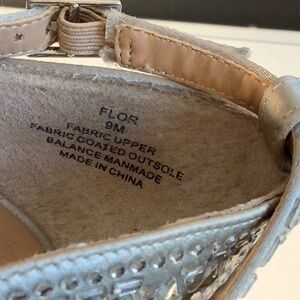 FLOR
9M
FABRIC UPPER
FABRIC COATED OUTSOLE
BALANCE MANMADE
MADE IN CHINA